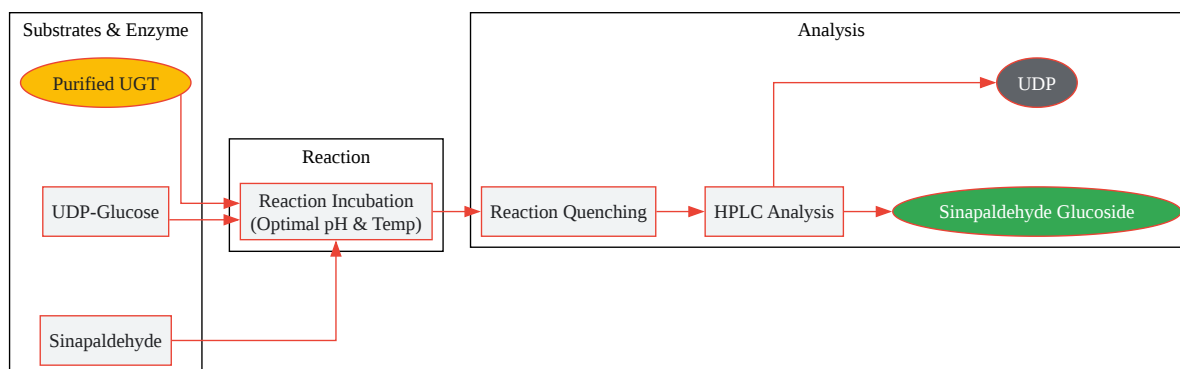 Substrates & Enzyme
Purified UGT
UDP-Glucose
Sinapaldehyde
Reaction
Reaction Incubation
(Optimal pH & Temp)
Analysis
Reaction Quenching
HPLC Analysis
UDP
Sinapaldehyde Glucoside